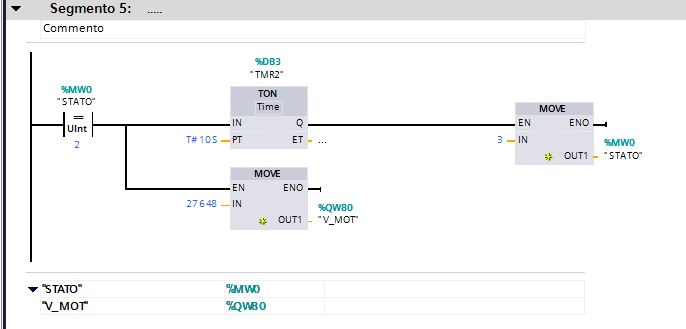 Segmento 5: .....
Commento
%DB3
"TMR2"
%MW0
"STATO"
TON
Time
MOVE
==
UInt
IN Q
EN ENO
2
T#10S PT ET ...
3 IN
%MW0
OUT1 "STATO"
MOVE
EN ENO
27648 IN
%QW80
OUT1 "V_MOT"
"STATO" %MW0
"V_MOT" %QW80